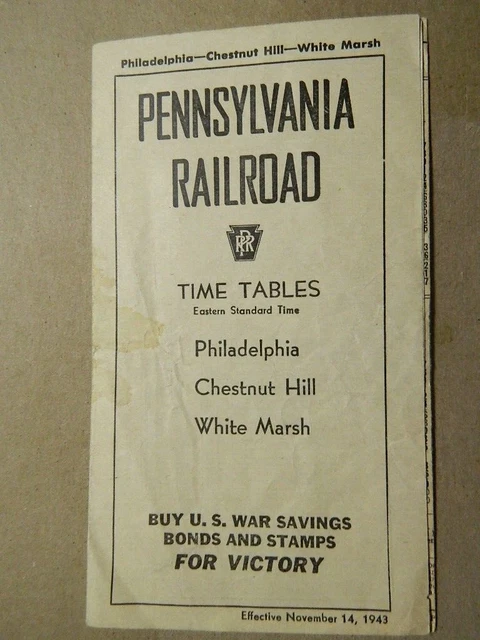 Philadelphia—Chestnut Hill—White Marsh
PENNSYLVANIA
RAILROAD
PRR
TIME TABLES
Eastern Standard Time
Philadelphia
Chestnut Hill
White Marsh
BUY U. S. WAR SAVINGS
BONDS AND STAMPS
FOR VICTORY
Effective November 14, 1943